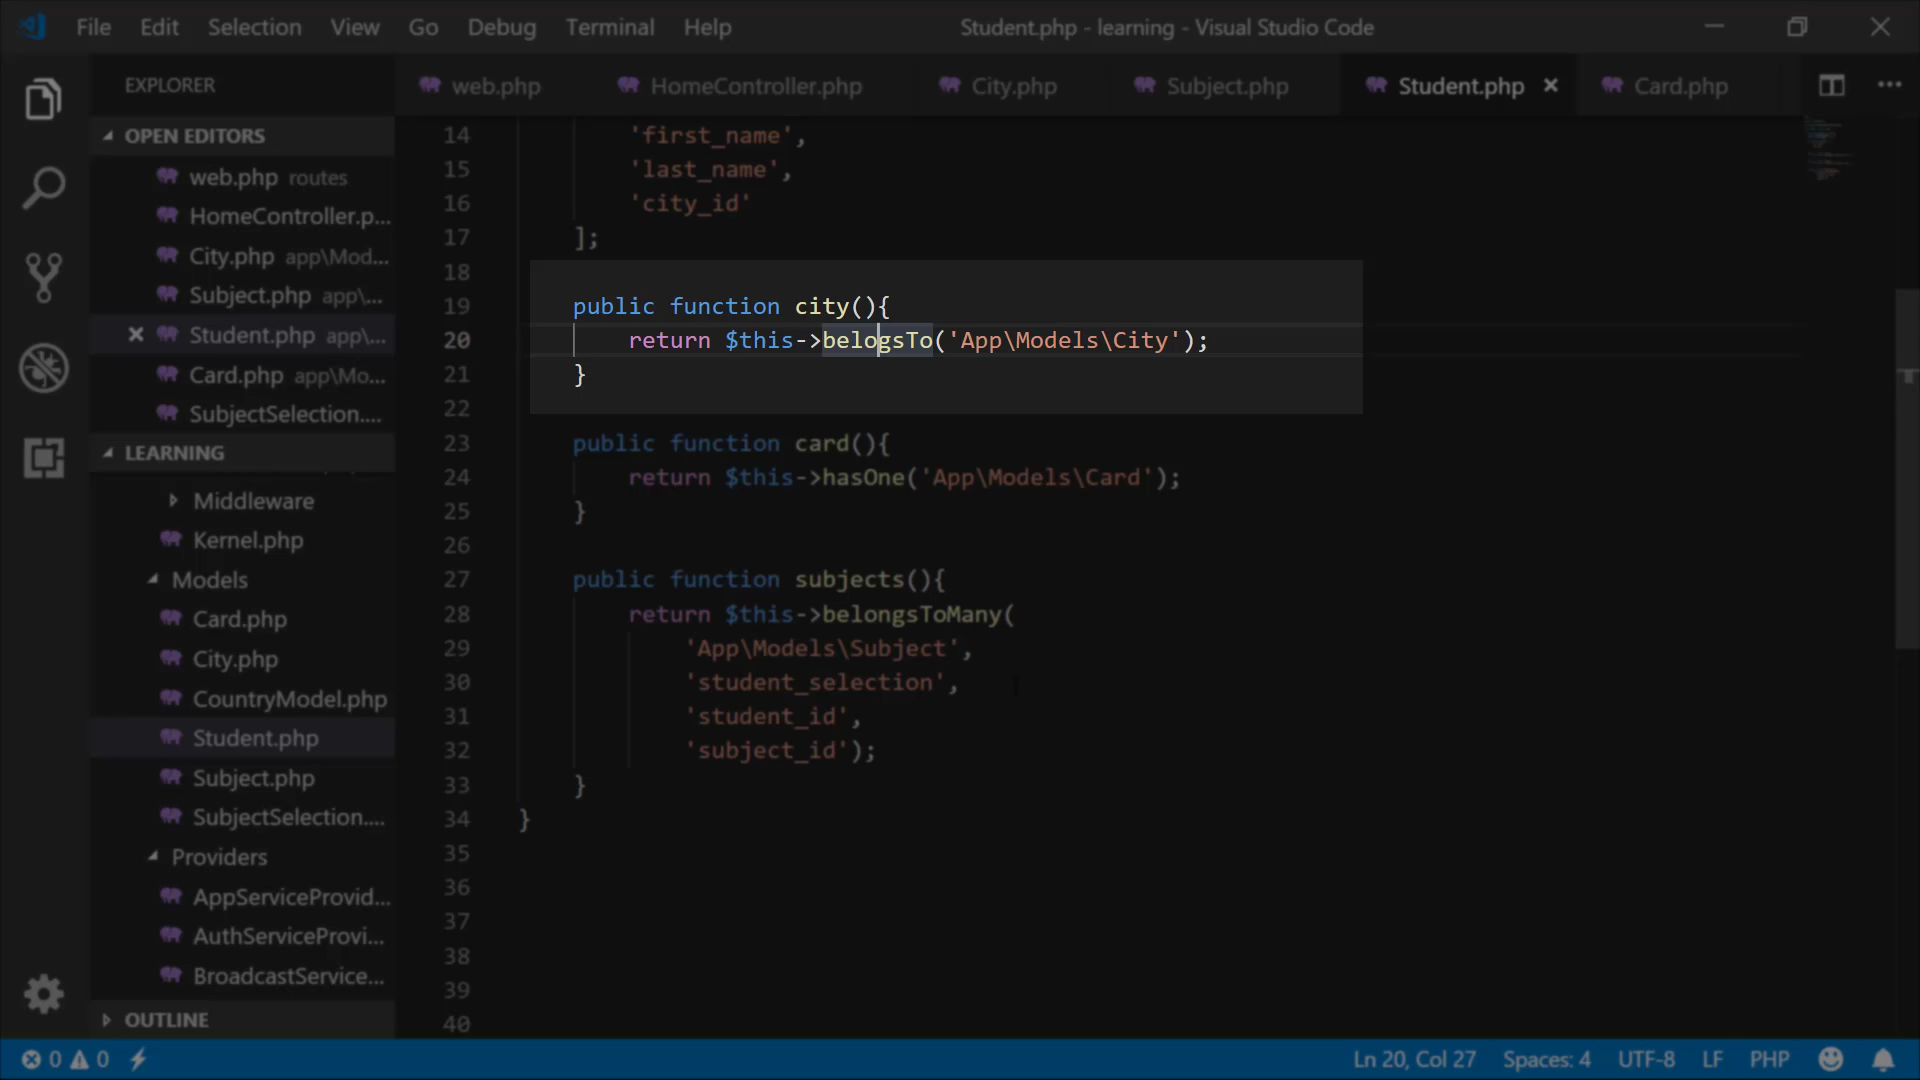 File Edit Selection View Go Debug Terminal Help Student.php - learning - Visual Studio Code
EXPLORER
web.php HomeController.php City.php Subject.php Student.php Card.php
OPEN EDITORS
web.php routes
HomeController.p...
City.php app\Mod...
Subject.php app\...
Student.php app\...
Card.php app\Mo...
SubjectSelection....
LEARNING
Middleware
Kernel.php
Models
Card.php
City.php
CountryModel.php
Student.php
Subject.php
SubjectSelection....
Providers
AppServiceProvid...
AuthServiceProvi...
BroadcastService...
OUTLINE
14 'first_name',
15 'last_name',
16 'city_id'
17 ];
18
19 public function city(){
20 return $this->belogsTo('App\Models\City');
21 }
22
23 public function card(){
24 return $this->hasOne('App\Models\Card');
25 }
26
27 public function subjects(){
28 return $this->belongsToMany(
29 'App\Models\Subject',
30 'student_selection',
31 'student_id',
32 'subject_id');
33 }
34 }
35
36
37
38
39
40
0 0 Ln 20, Col 27 Spaces: 4 UTF-8 LF PHP